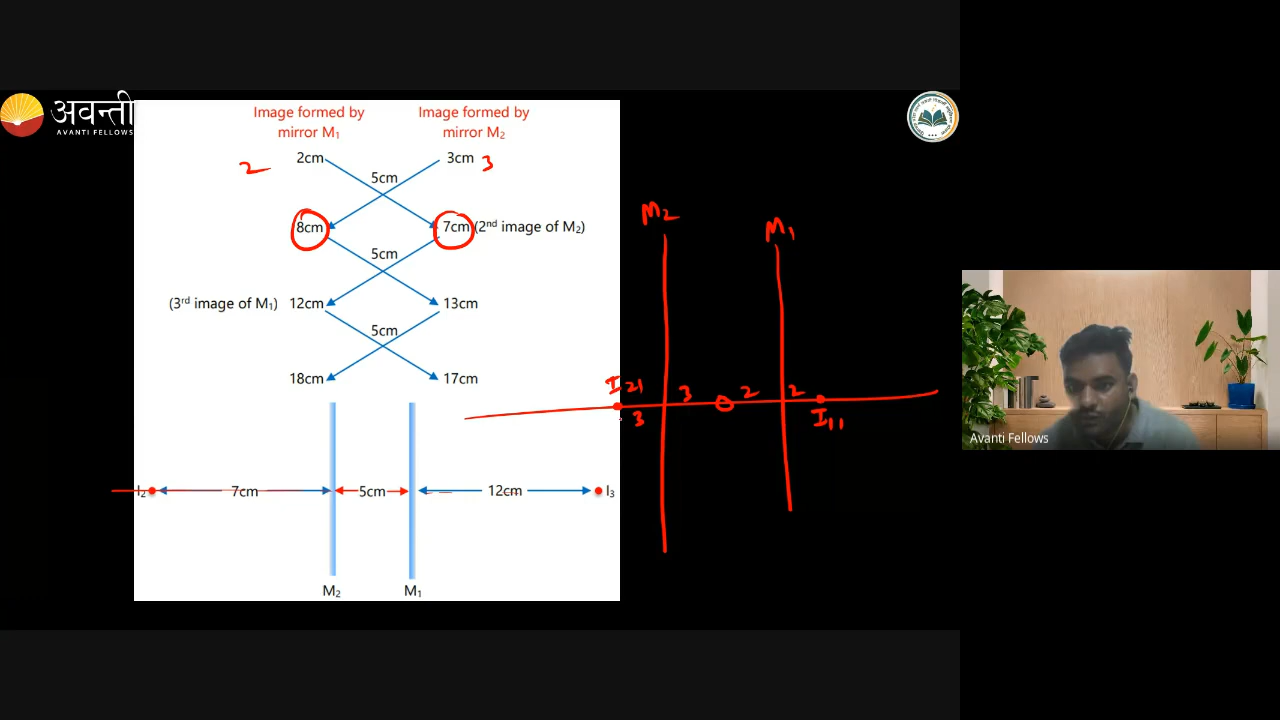 अवन्ती
AVANTI FELLOWS
Image formed by
mirror M₁
Image formed by
mirror M₂
2
2cm
3cm
3
5cm
8cm
7cm (2ⁿᵈ image of M₂)
5cm
(3ʳᵈ image of M₁)
12cm
13cm
5cm
18cm
17cm
I₂
7cm
5cm
12cm
I₃
M₂
M₁
M₂
M₁
I₂₁
3
2
2
3
I₁₁
Avanti Fellows